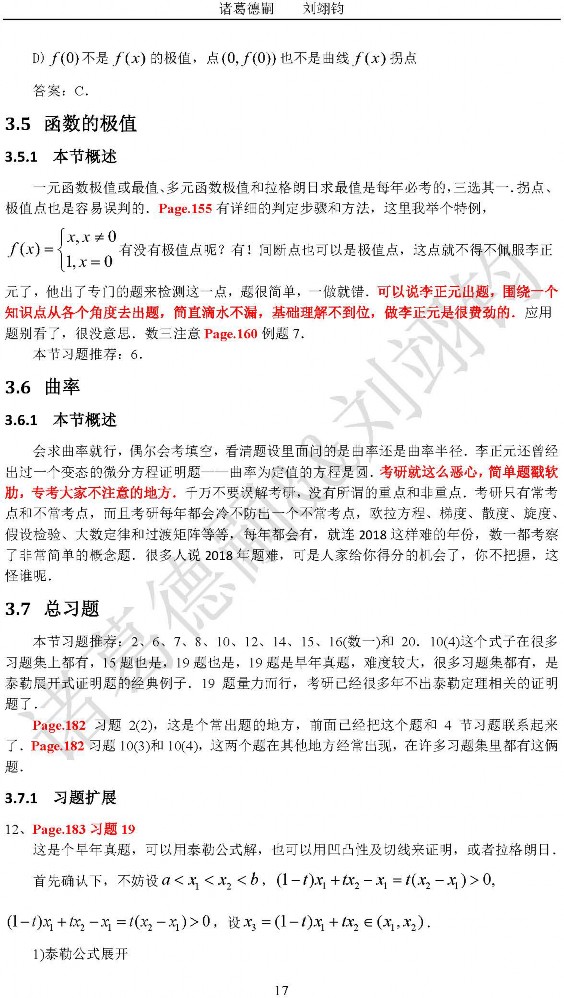 诸葛德嗣 刘翊钧
D) f(0)不是 f(x) 的极值，点(0, f(0))也不是曲线 f(x) 拐点
答案：C．
3.5 函数的极值
3.5.1 本节概述
一元函数极值或最值、多元函数极值和拉格朗日求最值是每年必考的，三选其一．拐点、
极值点也是容易误判的．Page.155 有详细的判定步骤和方法，这里我举个特例，
f(x)={x, x≠0
1, x=0 有没有极值点呢？有！间断点也可以是极值点，这点就不得不佩服李正
元了，他出了专门的题来检测这一点，题很简单，一做就错．可以说李正元出题，围绕一个
知识点从各个角度去出题，简直滴水不漏，基础理解不到位，做李正元是很费劲的．应用
题别看了，很没意思．数三注意 Page.160 例题 7．
本节习题推荐：6．
3.6 曲率
3.6.1 本节概述
会求曲率就行，偶尔会考填空，看清题设里面问的是曲率还是曲率半径．李正元还曾经
出过一个变态的微分方程证明题——曲率为定值的方程是圆．考研就这么恶心，简单题戳软
肋，专考大家不注意的地方．千万不要误解考研，没有所谓的重点和非重点．考研只有常考
点和不常考点，而且考研每年都会冷不防出一个不常考点，欧拉方程、梯度、散度、旋度、
假设检验、大数定律和过渡矩阵等等，每年都会有，就连 2018 这样难的年份，数一都考察
了非常简单的概念题．很多人说 2018 年题难，可是人家给你得分的机会了，你不把握，这
怪谁呢．
3.7 总习题
本节习题推荐：2、6、7、8、10、12、14、15、16(数一)和 20．10(4)这个式子在很多
习题集上都有，15 题也是，19 题也是，19 题是早年真题，难度较大，很多习题集都有，是
泰勒展开式证明题的经典例子．19 题量力而行，考研已经很多年不出泰勒定理相关的证明
题了．
Page.182 习题 2(2)，这是个常出题的地方，前面已经把这个题和 4 节习题联系起来
了．Page.182 习题 10(3)和 10(4)，这两个题在其他地方经常出现，在许多习题集里都有这俩
题．
3.7.1 习题扩展
12、Page.183 习题 19
这是个早年真题，可以用泰勒公式解，也可以用凹凸性及切线来证明，或者拉格朗日．
首先确认下，不妨设 a < x₁ < x₂ < b，(1−t)x₁ + tx₂ − x₁ = t(x₂ − x₁) > 0,
(1−t)x₁ + tx₂ − x₁ = t(x₂ − x₁) > 0，设 x₃ = (1−t)x₁ + tx₂ ∈ (x₁, x₂)．
1)泰勒公式展开
17
诸葛德嗣&刘翊钧